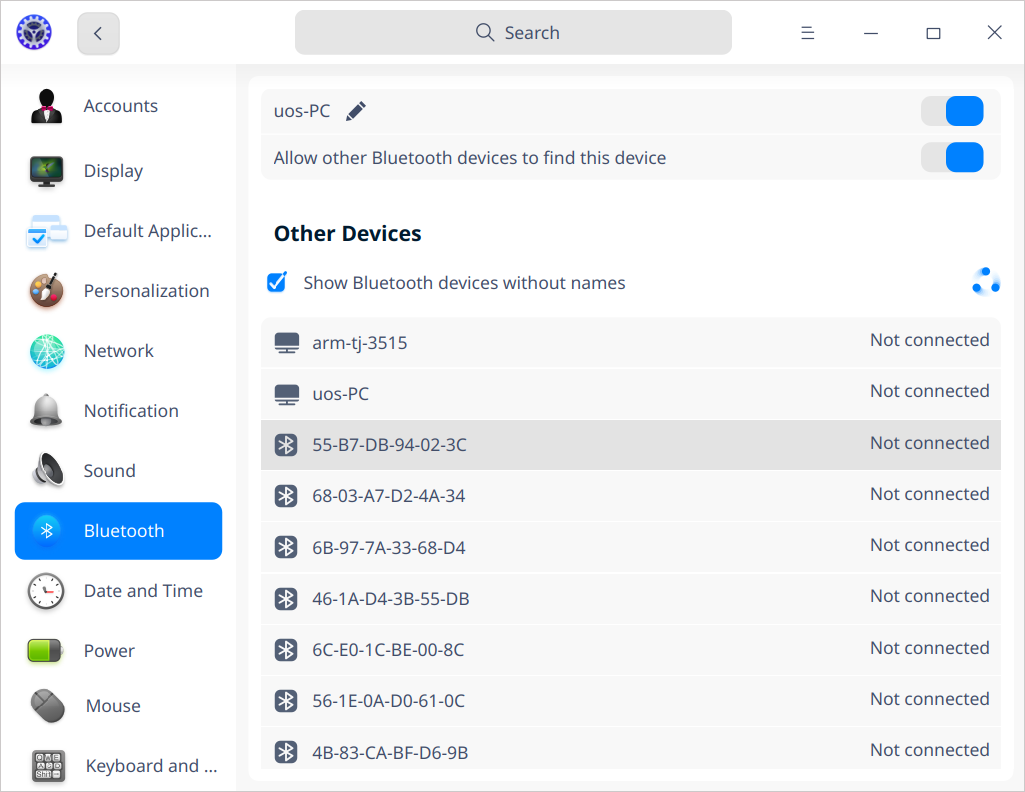 Search
Accounts
Display
Default Applic...
Personalization
Network
Notification
Sound
Bluetooth
Date and Time
Power
Mouse
Keyboard and ...
uos-PC
Allow other Bluetooth devices to find this device
Other Devices
Show Bluetooth devices without names
arm-tj-3515 Not connected
uos-PC Not connected
55-B7-DB-94-02-3C Not connected
68-03-A7-D2-4A-34 Not connected
6B-97-7A-33-68-D4 Not connected
46-1A-D4-3B-55-DB Not connected
6C-E0-1C-BE-00-8C Not connected
56-1E-0A-D0-61-0C Not connected
4B-83-CA-BF-D6-9B Not connected